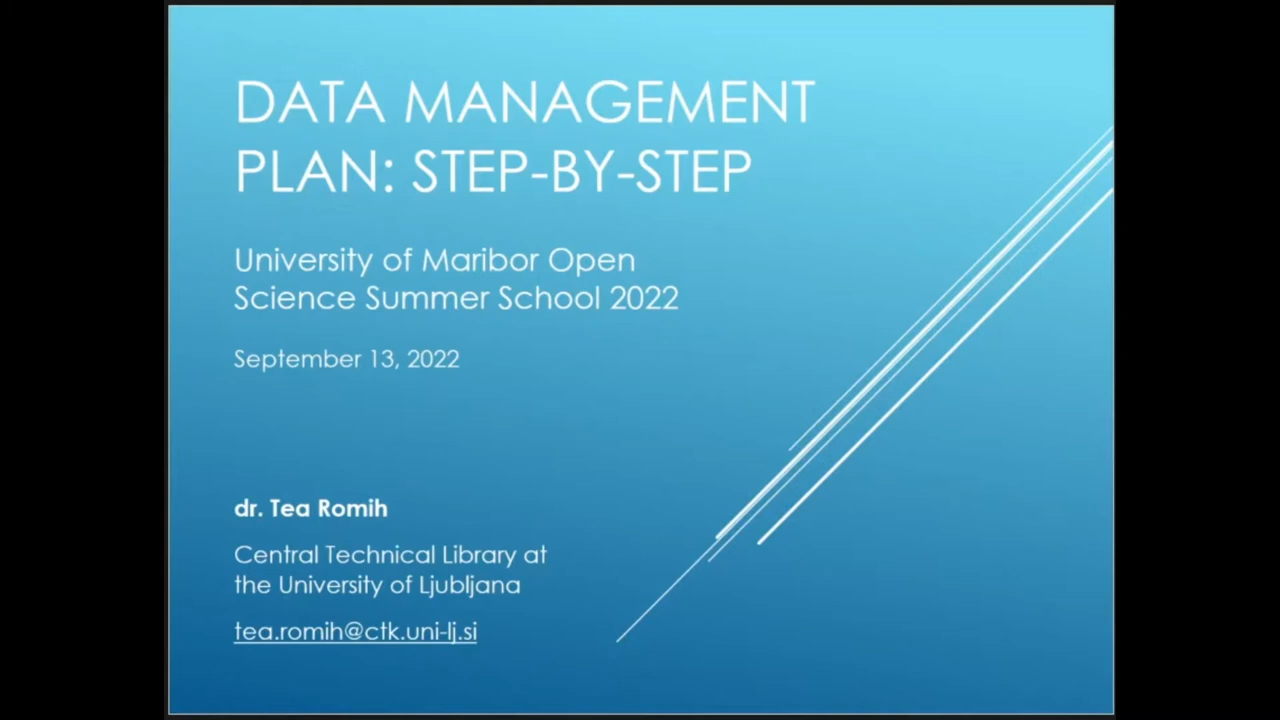 DATA MANAGEMENT
PLAN: STEP-BY-STEP
University of Maribor Open
Science Summer School 2022
September 13, 2022
dr. Tea Romih
Central Technical Library at
the University of Ljubljana
tea.romih@ctk.uni-lj.si